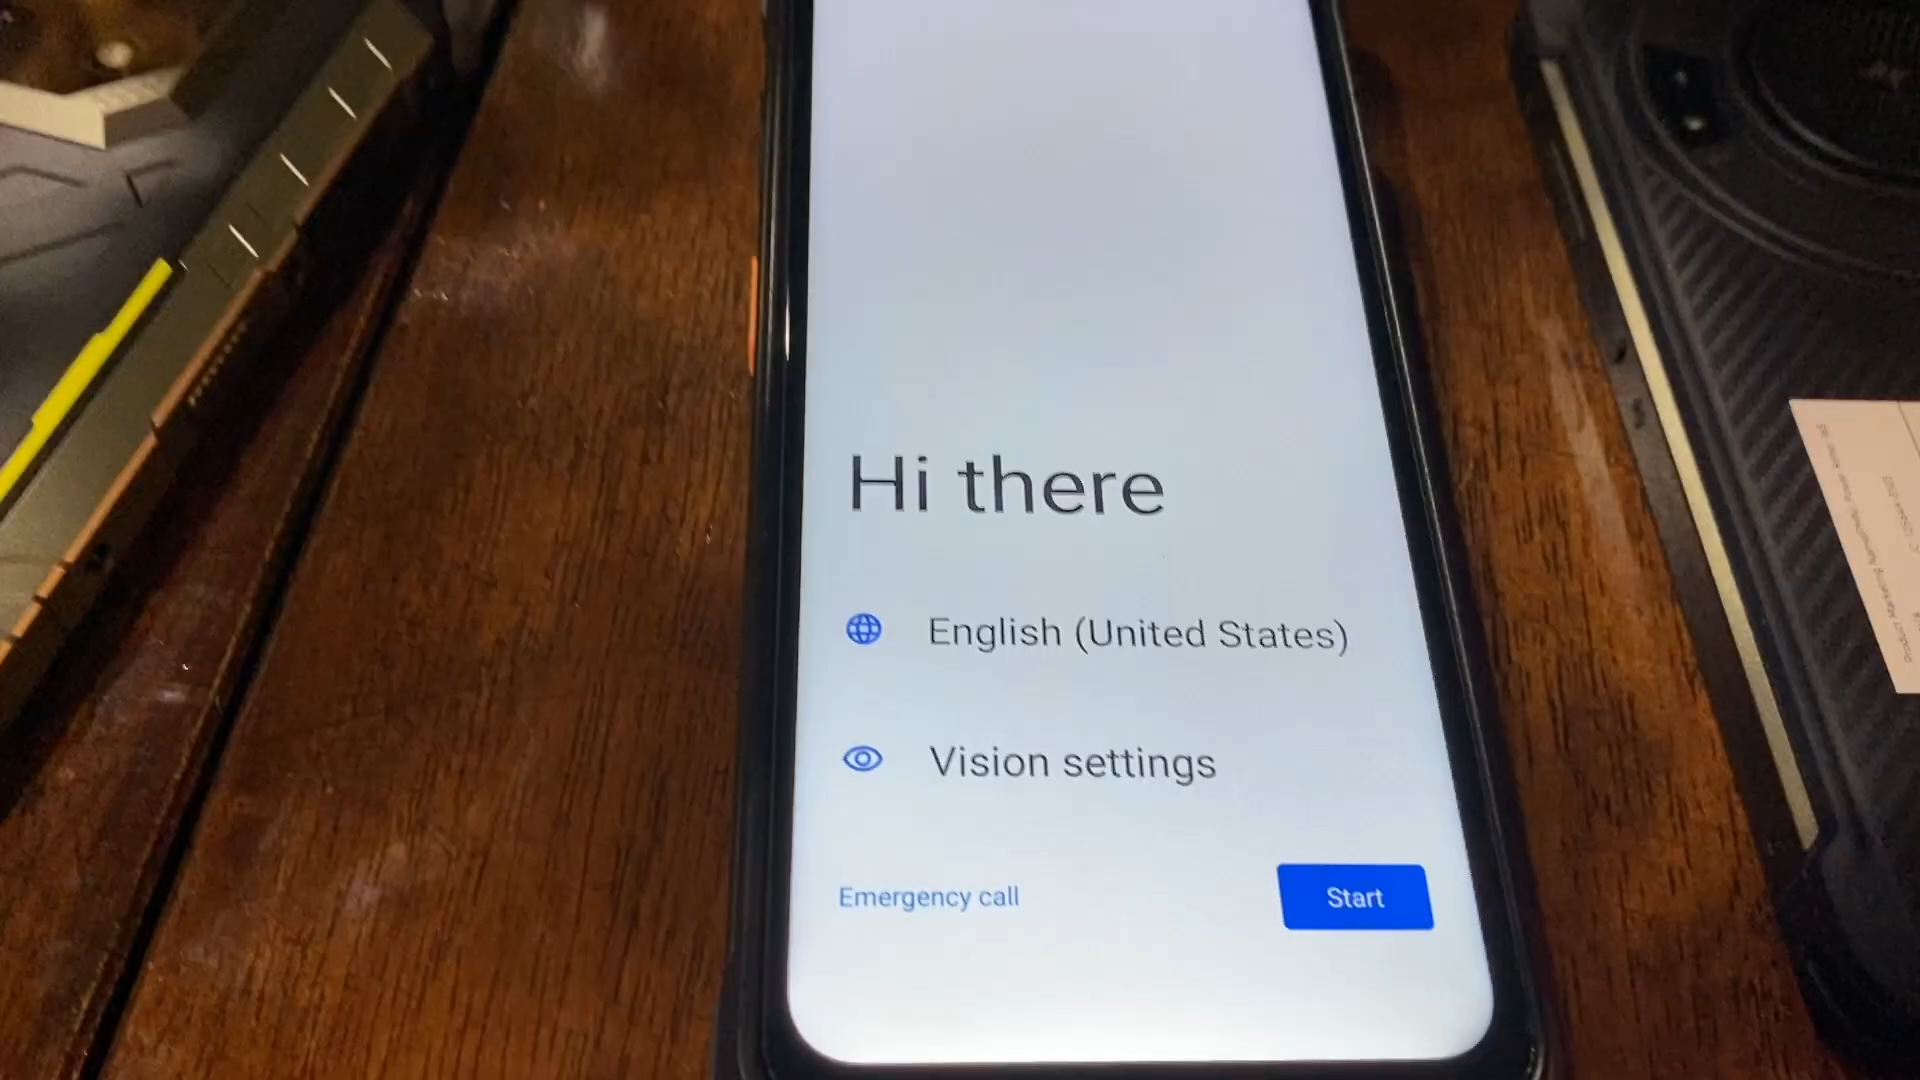 Hi there
English (United States)
Vision settings
Emergency call
Start